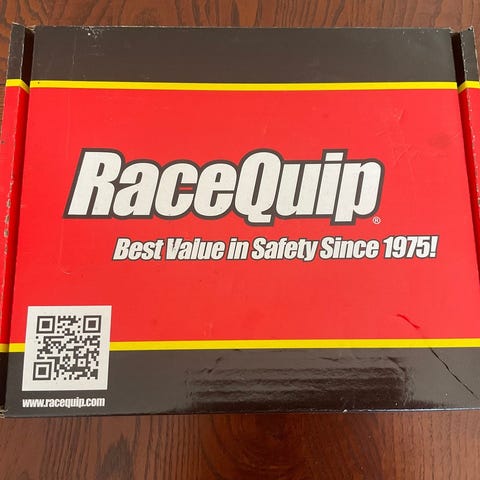 RaceQuip®
Best Value in Safety Since 1975!
www.racequip.com